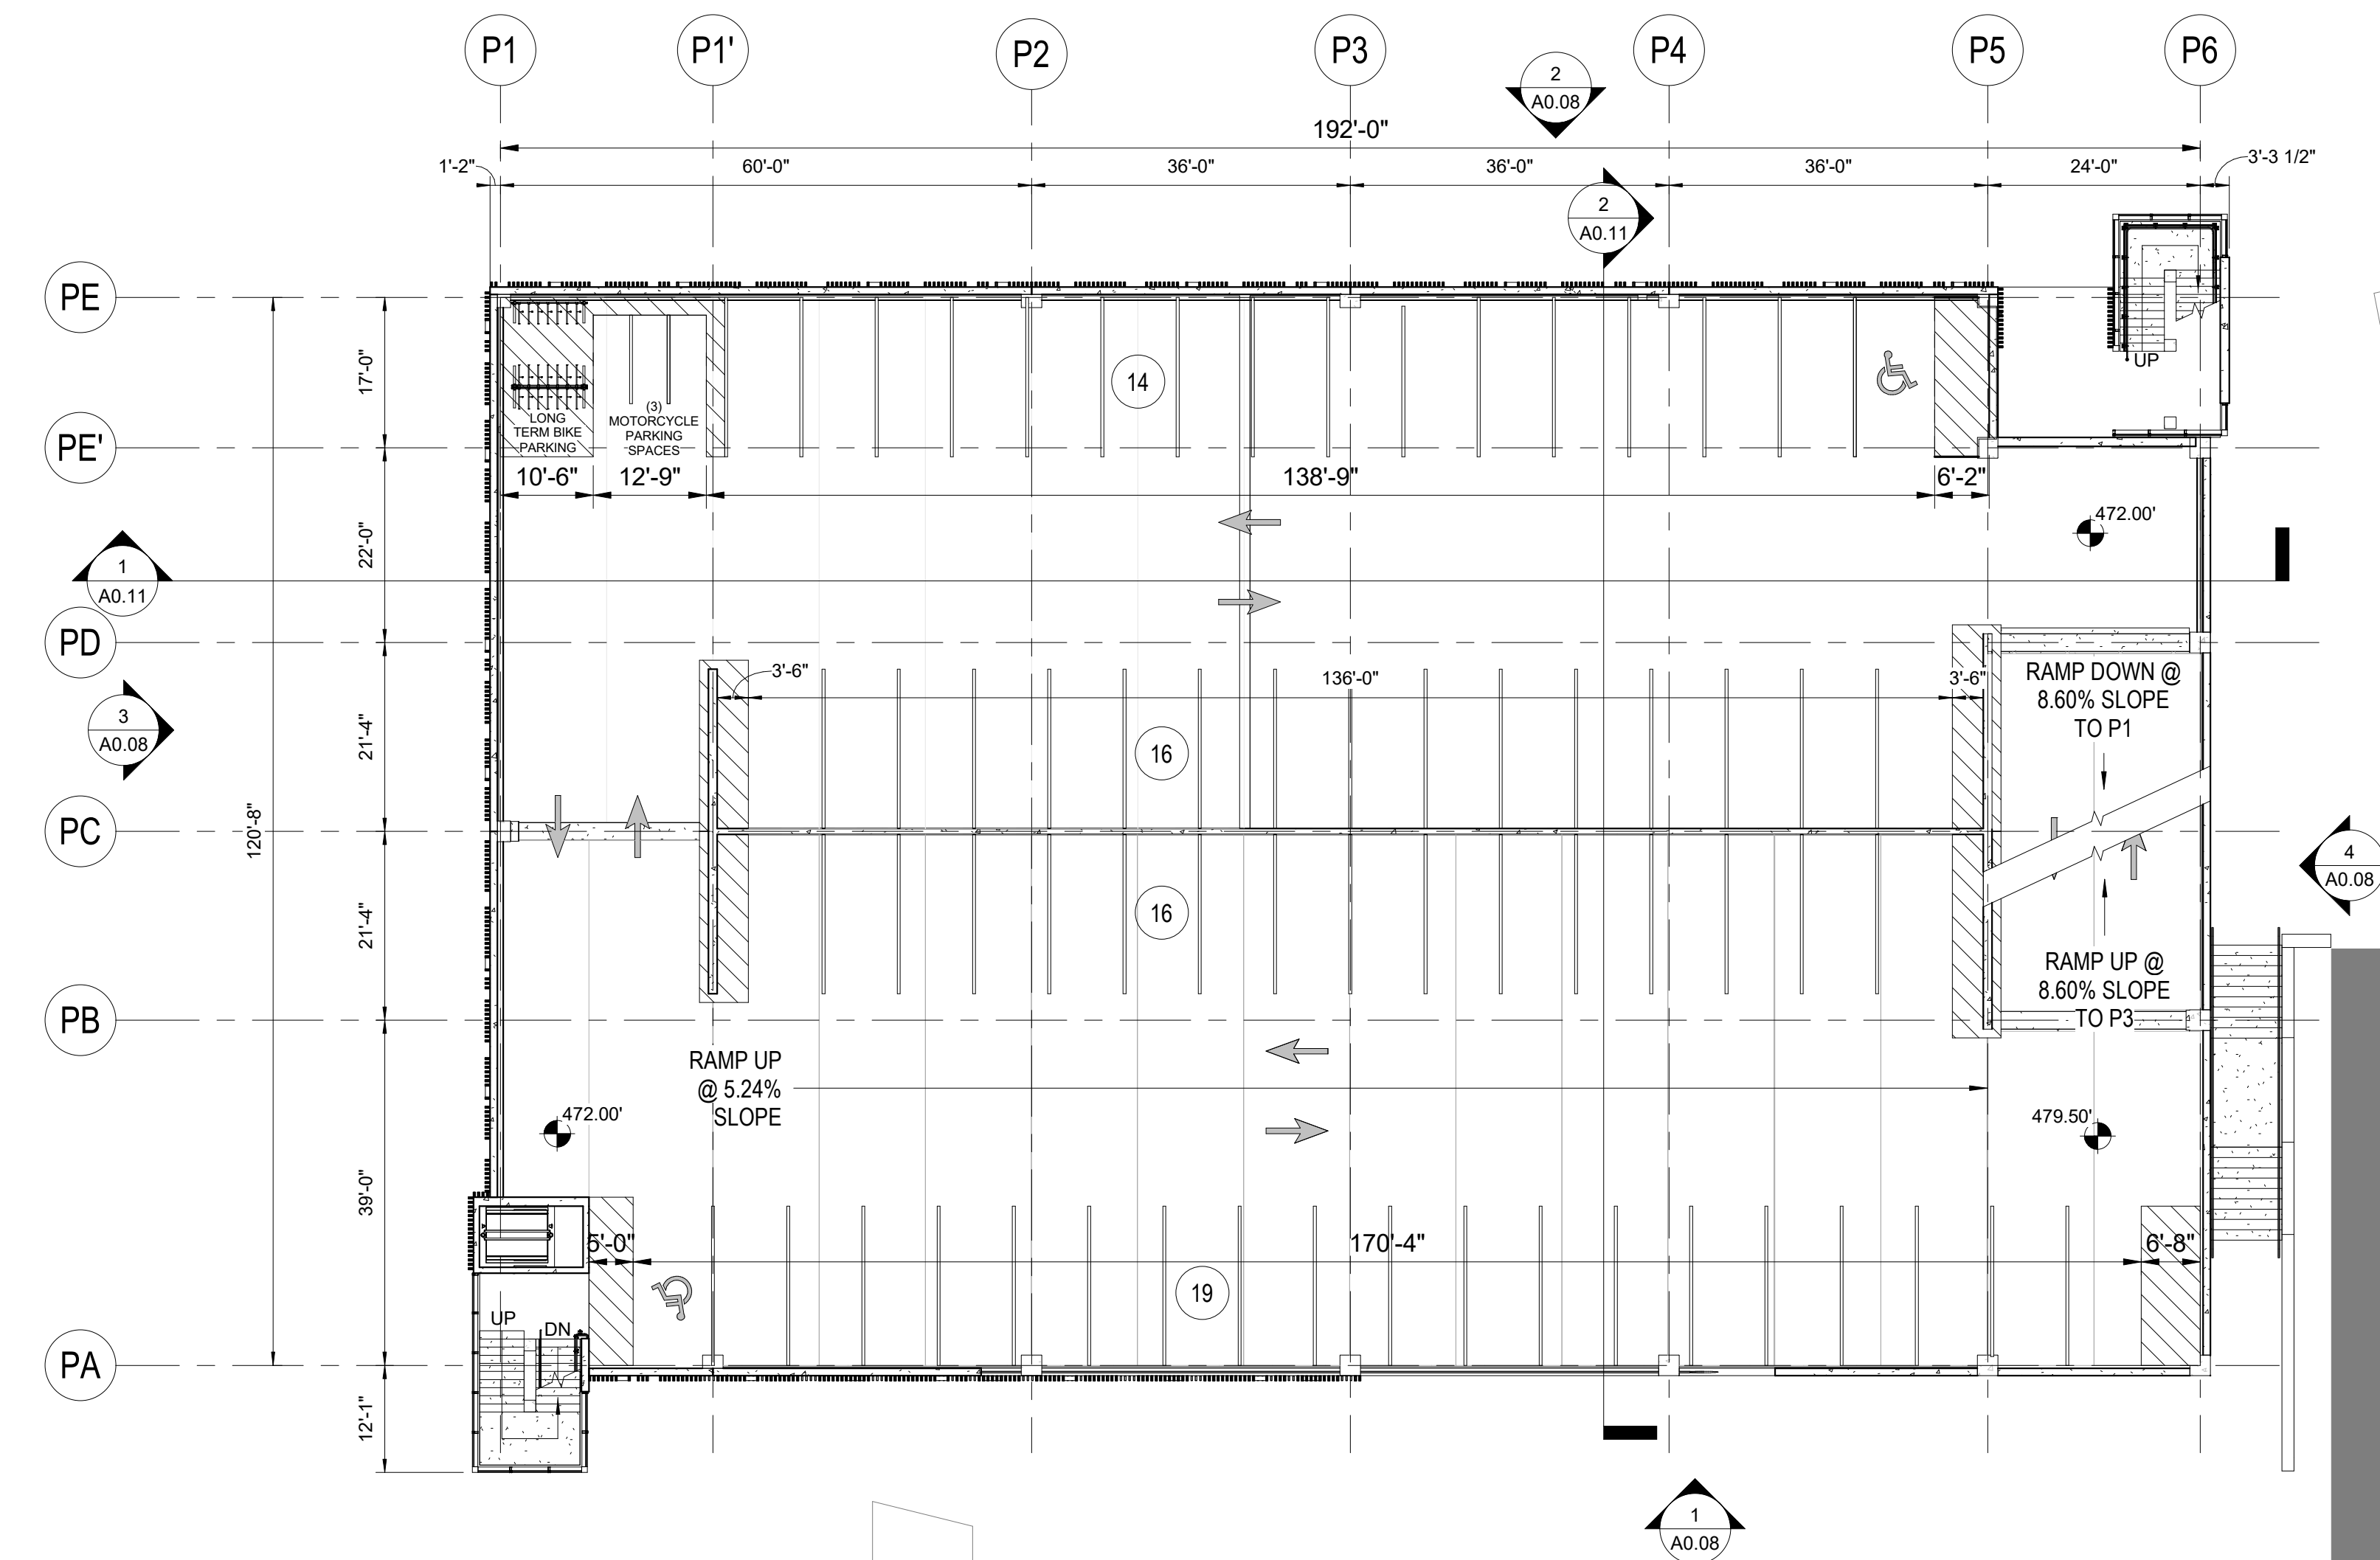 P1
P1'
P2
P3
P4
P5
P6
2
A0.08
192'-0"
1'-2"
60'-0"
36'-0"
36'-0"
36'-0"
24'-0"
3'-3 1/2"
2
A0.11
PE
PE'
PD
PC
PB
PA
17'-0"
22'-0"
21'-4"
21'-4"
39'-0"
12'-1"
120'-8"
1
A0.11
3
A0.08
LONG
TERM BIKE
PARKING
(3)
MOTORCYCLE
PARKING
SPACES
14
UP
10'-6"
12'-9"
138'-9"
6'-2"
472.00'
3'-6"
136'-0"
3'-6"
RAMP DOWN @
8.60% SLOPE
TO P1
16
16
4
A0.08
RAMP UP @
8.60% SLOPE
TO P3
RAMP UP
@ 5.24%
SLOPE
472.00'
479.50'
5'-0"
170'-4"
6'-8"
19
UP
DN
1
A0.08